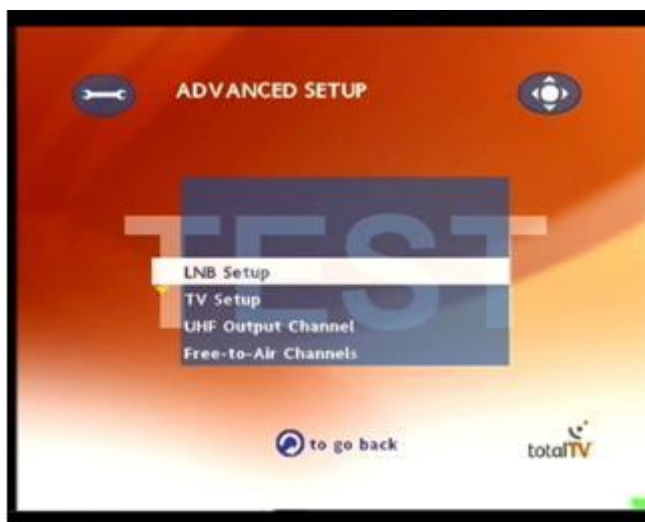 ADVANCED SETUP
TEST
LNB Setup
TV Setup
UHF Output Channel
Free-to-Air Channels
to go back
totalTV